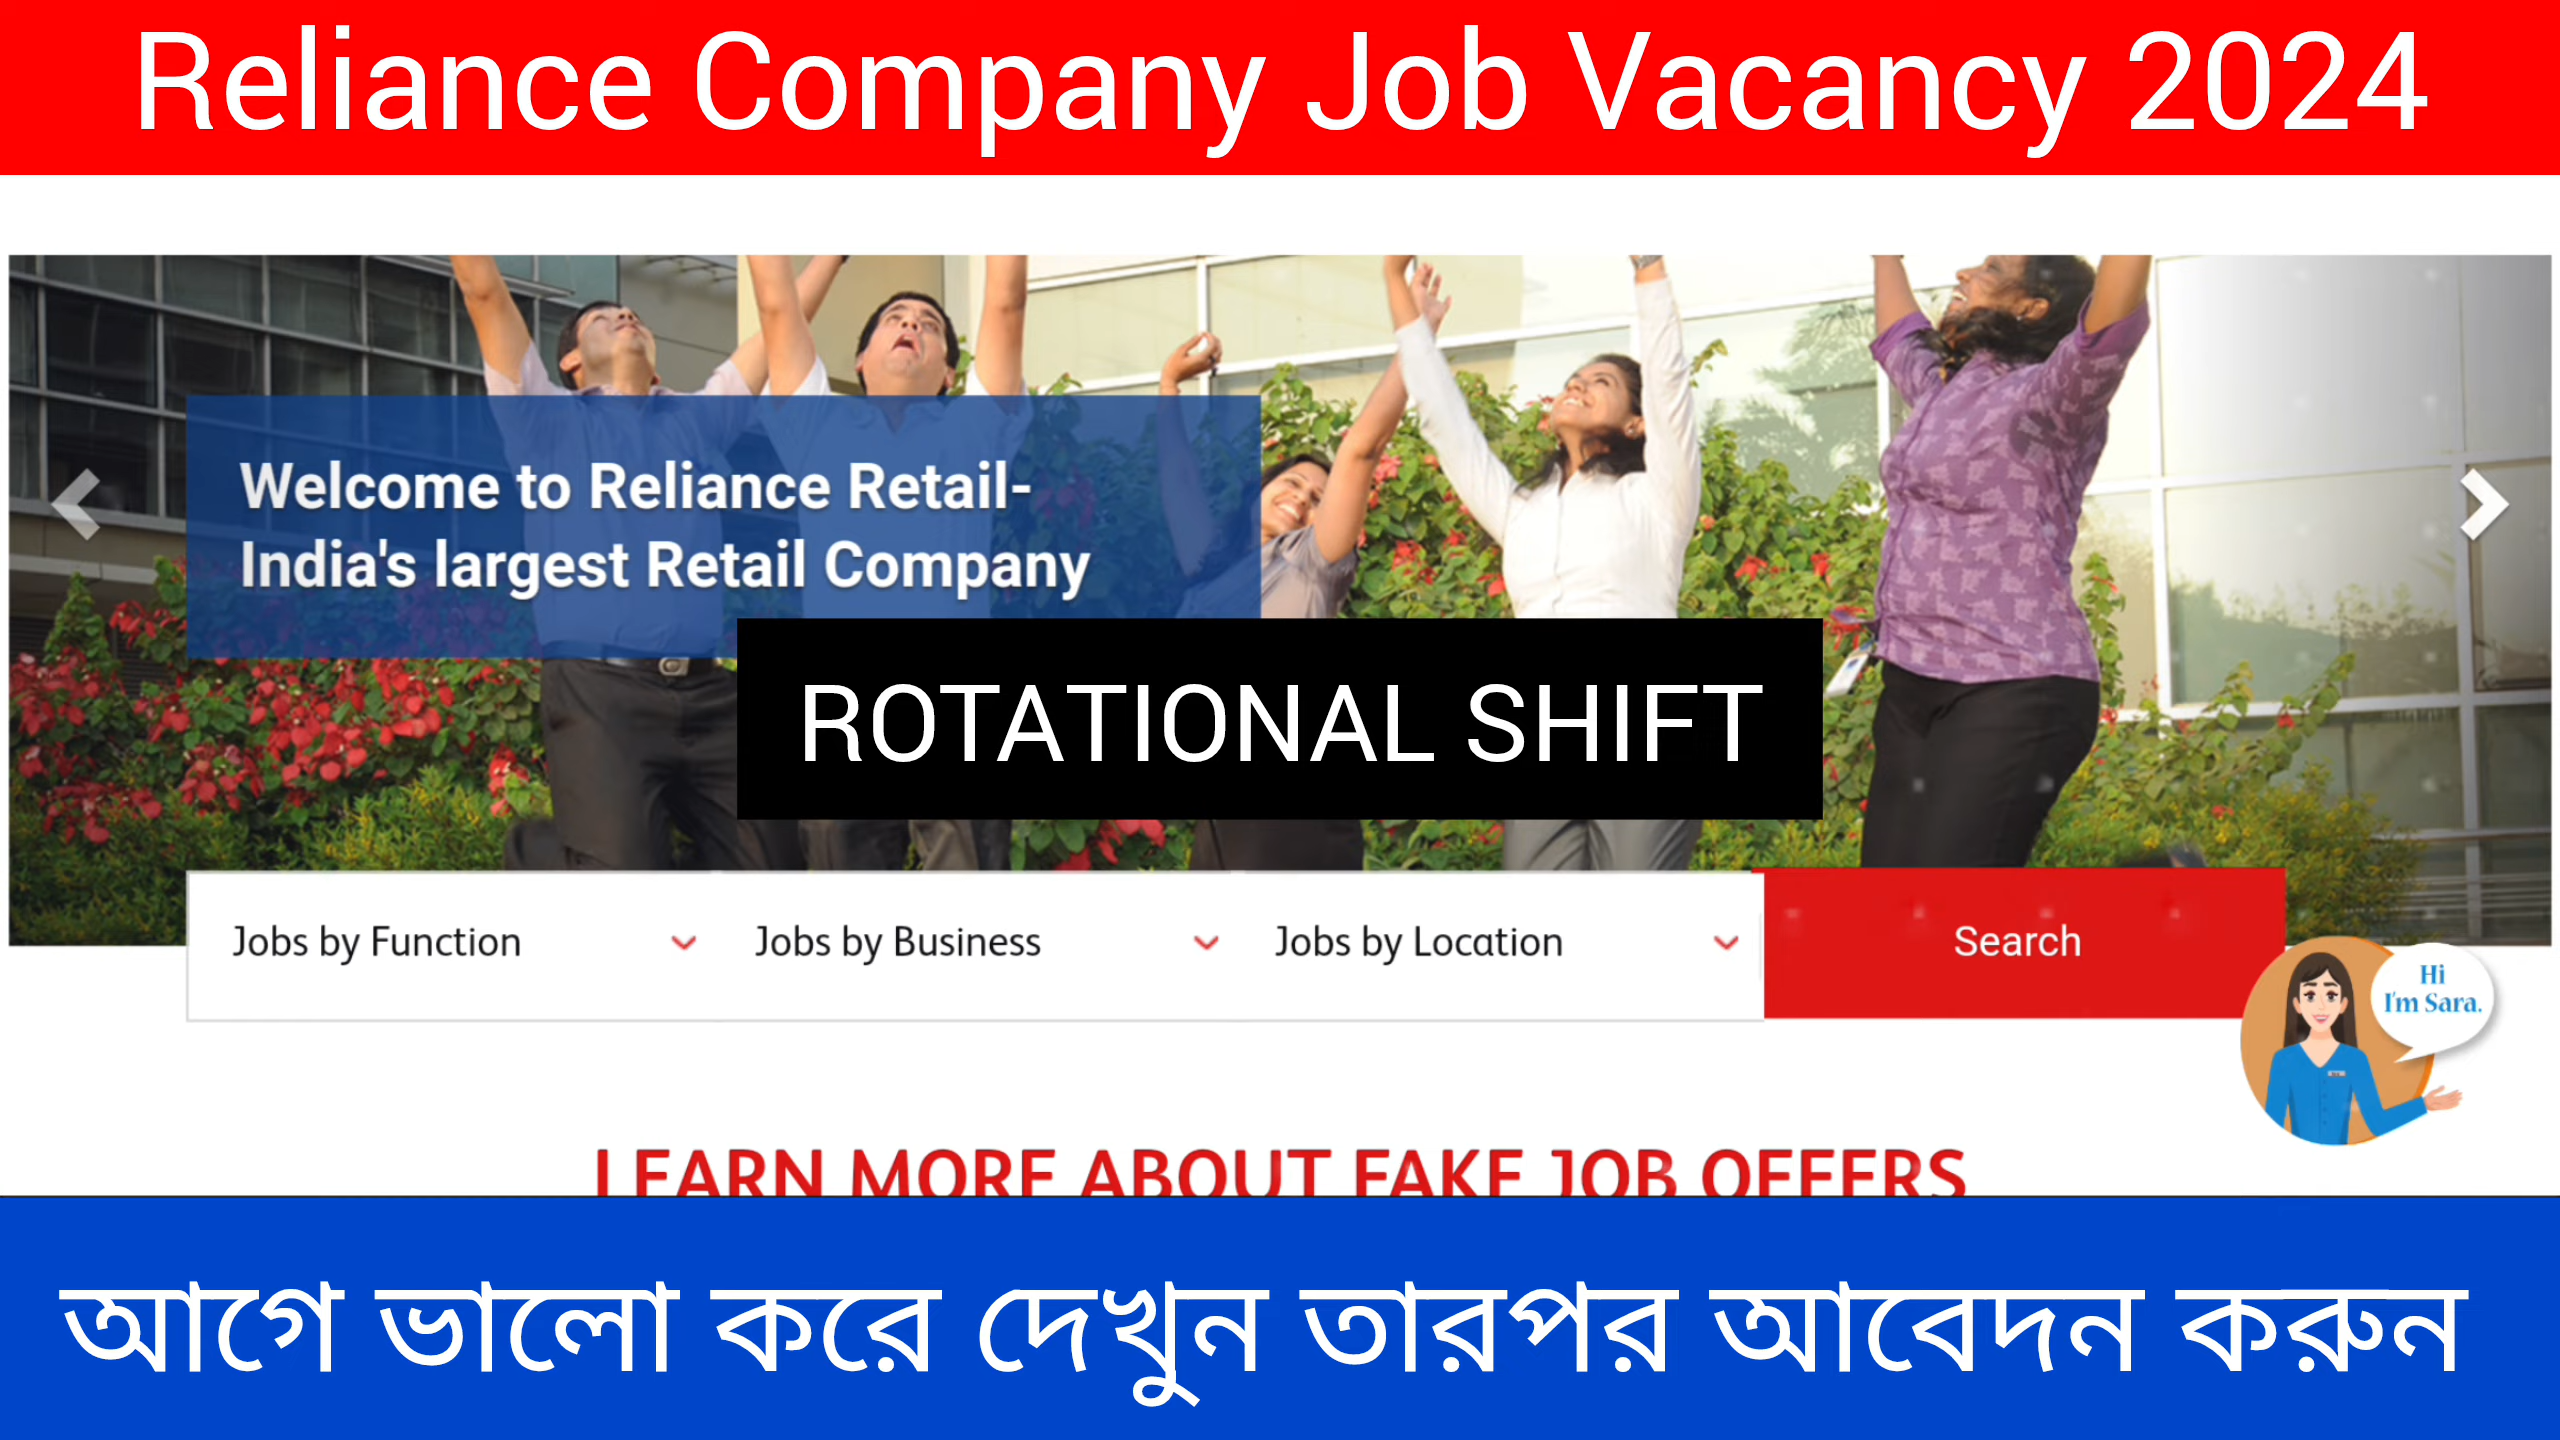 Reliance Company Job Vacancy 2024
Welcome to Reliance Retail-
India's largest Retail Company
ROTATIONAL SHIFT
Jobs by Function
Jobs by Business
Jobs by Location
Search
Hi
I'm Sara.
LEARN MORE ABOUT FAKE JOB OFFERS
আগে ভালো করে দেখুন তারপর আবেদন করুন